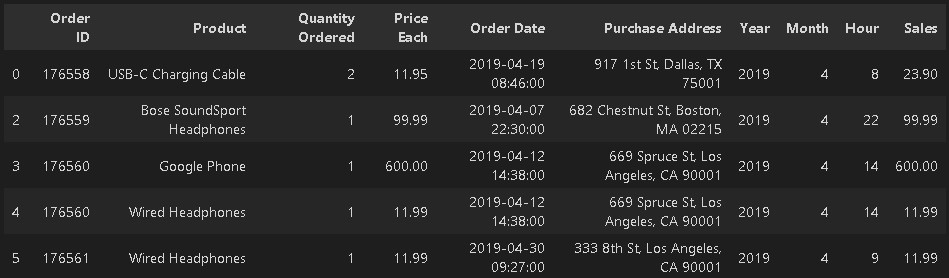 Order ID Product Quantity Ordered Price Each Order Date Purchase Address Year Month Hour Sales
0 176558 USB-C Charging Cable 2 11.95 2019-04-19 08:46:00 917 1st St, Dallas, TX 75001 2019 4 8 23.90
2 176559 Bose SoundSport Headphones 1 99.99 2019-04-07 22:30:00 682 Chestnut St, Boston, MA 02215 2019 4 22 99.99
3 176560 Google Phone 1 600.00 2019-04-12 14:38:00 669 Spruce St, Los Angeles, CA 90001 2019 4 14 600.00
4 176560 Wired Headphones 1 11.99 2019-04-12 14:38:00 669 Spruce St, Los Angeles, CA 90001 2019 4 14 11.99
5 176561 Wired Headphones 1 11.99 2019-04-30 09:27:00 333 8th St, Los Angeles, CA 90001 2019 4 9 11.99